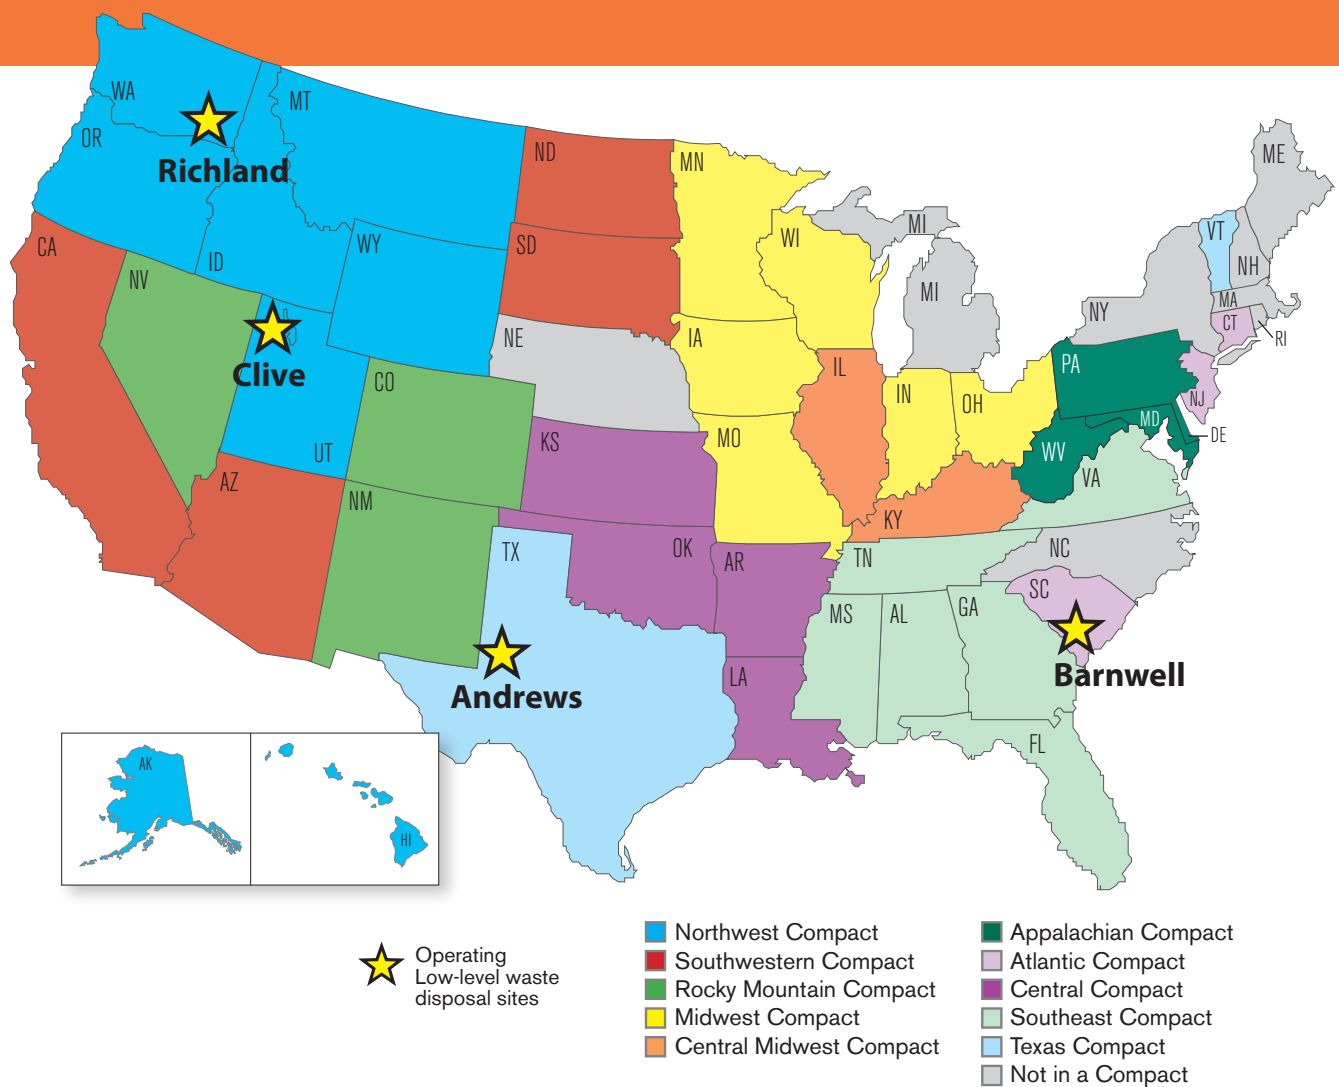 WA
MT
OR
Richland
ND
MN
ME
CA
ID
WY
SD
WI
MI
VT
NH
NV
MI
MA
NY
CT
RI
NE
IA
Clive
CO
IL
IN
OH
PA
NJ
MD
DE
KS
MO
UT
WV
VA
AZ
NM
KY
TX
OK
AR
TN
NC
SC
MS
AL
GA
Andrews
LA
Barnwell
FL
AK
HI
Operating
Low-level waste
disposal sites
Northwest Compact
Southwestern Compact
Rocky Mountain Compact
Midwest Compact
Central Midwest Compact
Appalachian Compact
Atlantic Compact
Central Compact
Southeast Compact
Texas Compact
Not in a Compact